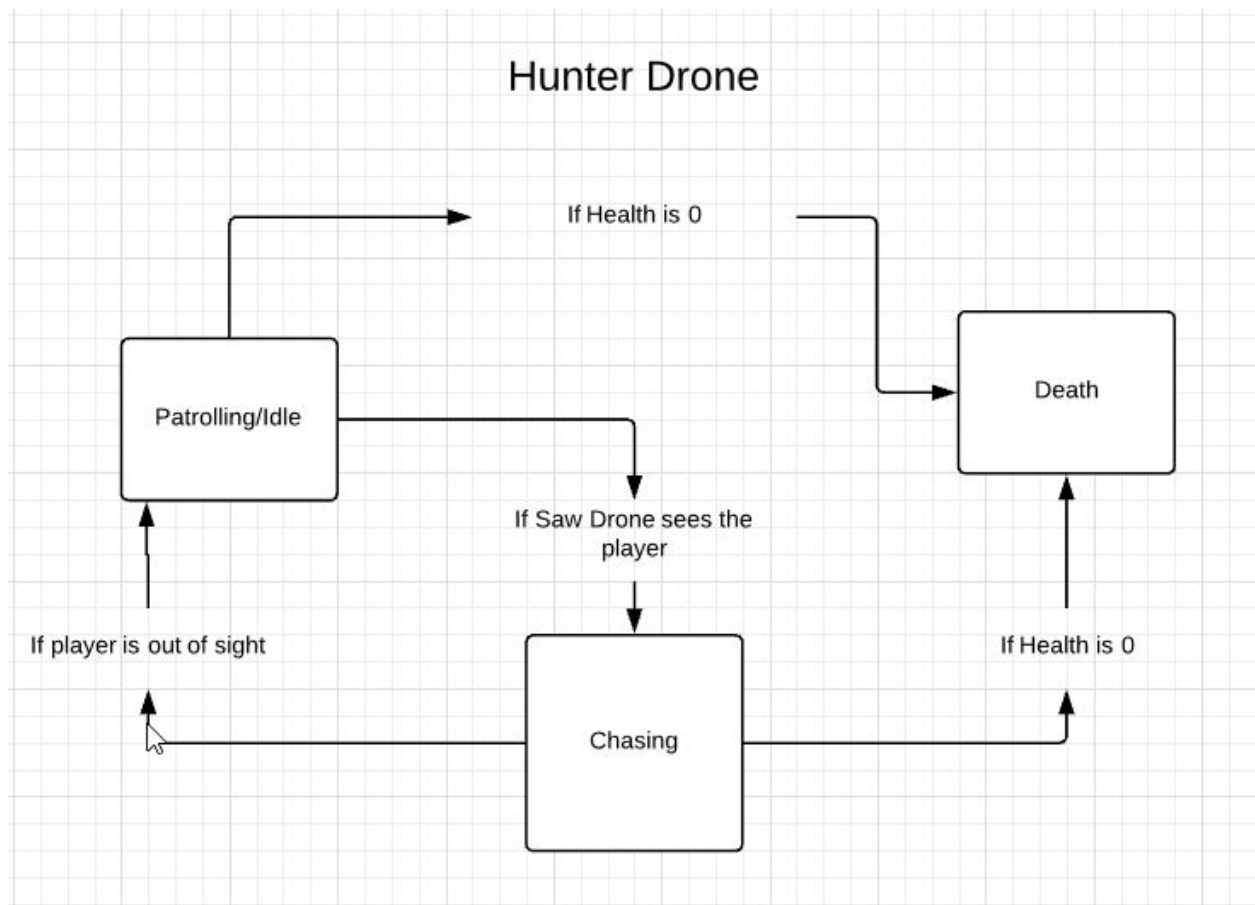 Hunter Drone
If Health is 0
Patrolling/Idle
Death
If Saw Drone sees the
player
If player is out of sight
If Health is 0
Chasing